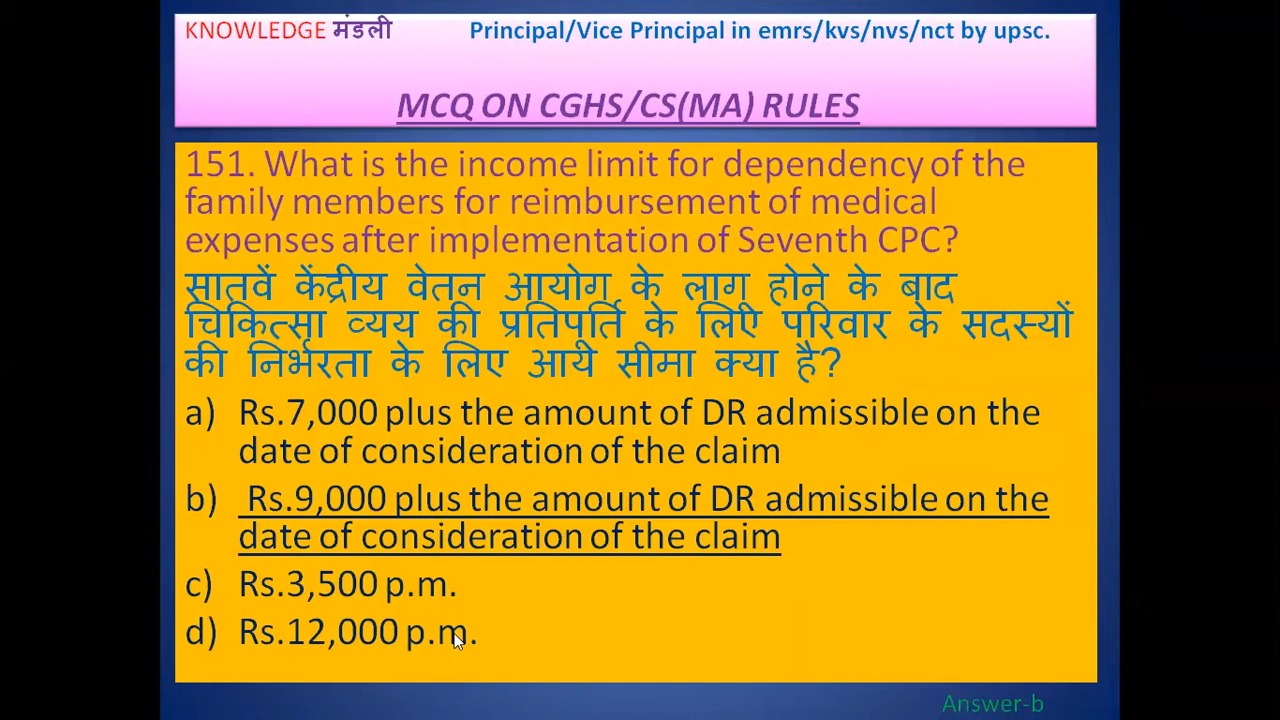 KNOWLEDGE मंडली Principal/Vice Principal in emrs/kvs/nvs/nct by upsc.
MCQ ON CGHS/CS(MA) RULES
151. What is the income limit for dependency of the
family members for reimbursement of medical
expenses after implementation of Seventh CPC?
सातवें केंद्रीय वेतन आयोग के लागू होने के बाद
चिकित्सा व्यय की प्रतिपूर्ति के लिए परिवार के सदस्यों
की निर्भरता के लिए आय सीमा क्या है?
a) Rs.7,000 plus the amount of DR admissible on the
date of consideration of the claim
b) Rs.9,000 plus the amount of DR admissible on the
date of consideration of the claim
c) Rs.3,500 p.m.
d) Rs.12,000 p.m.
Answer-b